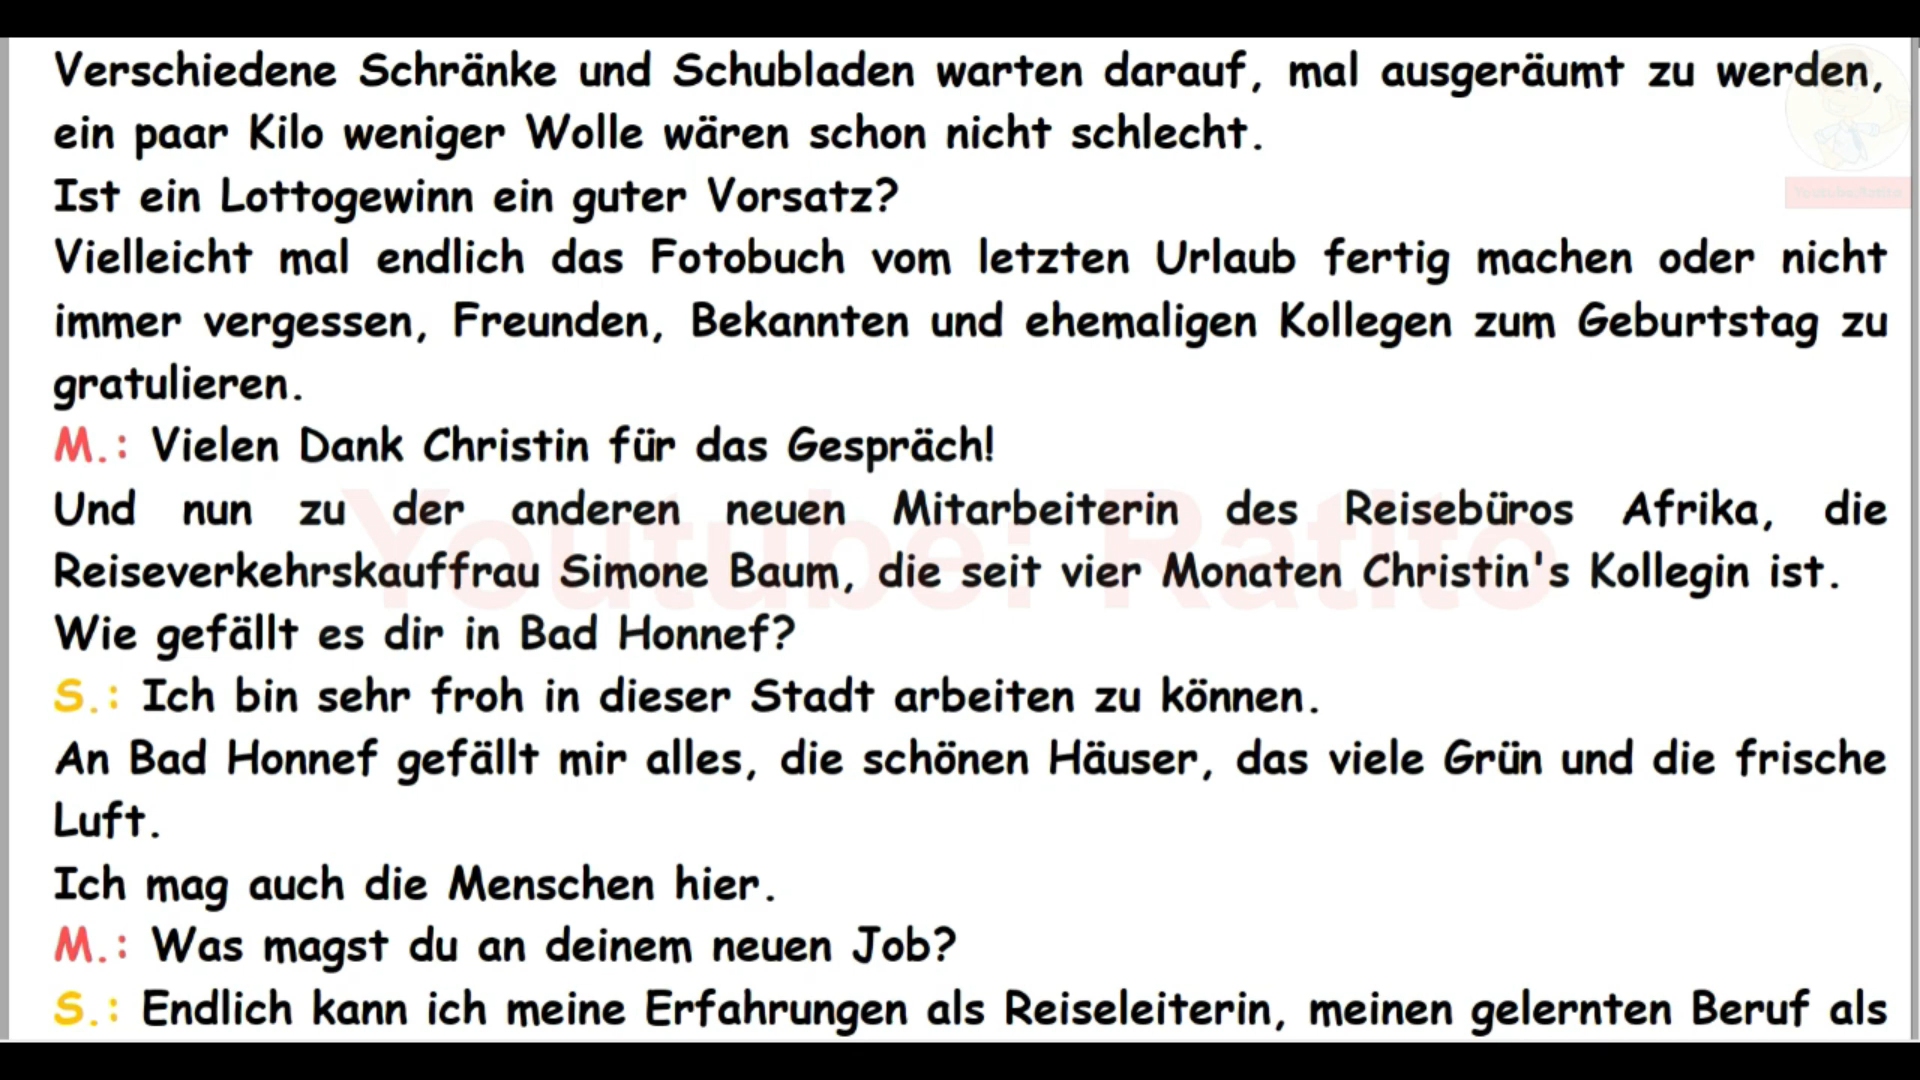 Verschiedene Schränke und Schubladen warten darauf, mal ausgeräumt zu werden,
ein paar Kilo weniger Wolle wären schon nicht schlecht.
Ist ein Lottogewinn ein guter Vorsatz?
Vielleicht mal endlich das Fotobuch vom letzten Urlaub fertig machen oder nicht
immer vergessen, Freunden, Bekannten und ehemaligen Kollegen zum Geburtstag zu
gratulieren.
M.: Vielen Dank Christin für das Gespräch!
Und nun zu der anderen neuen Mitarbeiterin des Reisebüros Afrika, die
Reiseverkehrskauffrau Simone Baum, die seit vier Monaten Christin's Kollegin ist.
Wie gefällt es dir in Bad Honnef?
S.: Ich bin sehr froh in dieser Stadt arbeiten zu können.
An Bad Honnef gefällt mir alles, die schönen Häuser, das viele Grün und die frische
Luft.
Ich mag auch die Menschen hier.
M.: Was magst du an deinem neuen Job?
S.: Endlich kann ich meine Erfahrungen als Reiseleiterin, meinen gelernten Beruf als
Youtube: Ratito
Youtube: Ratito